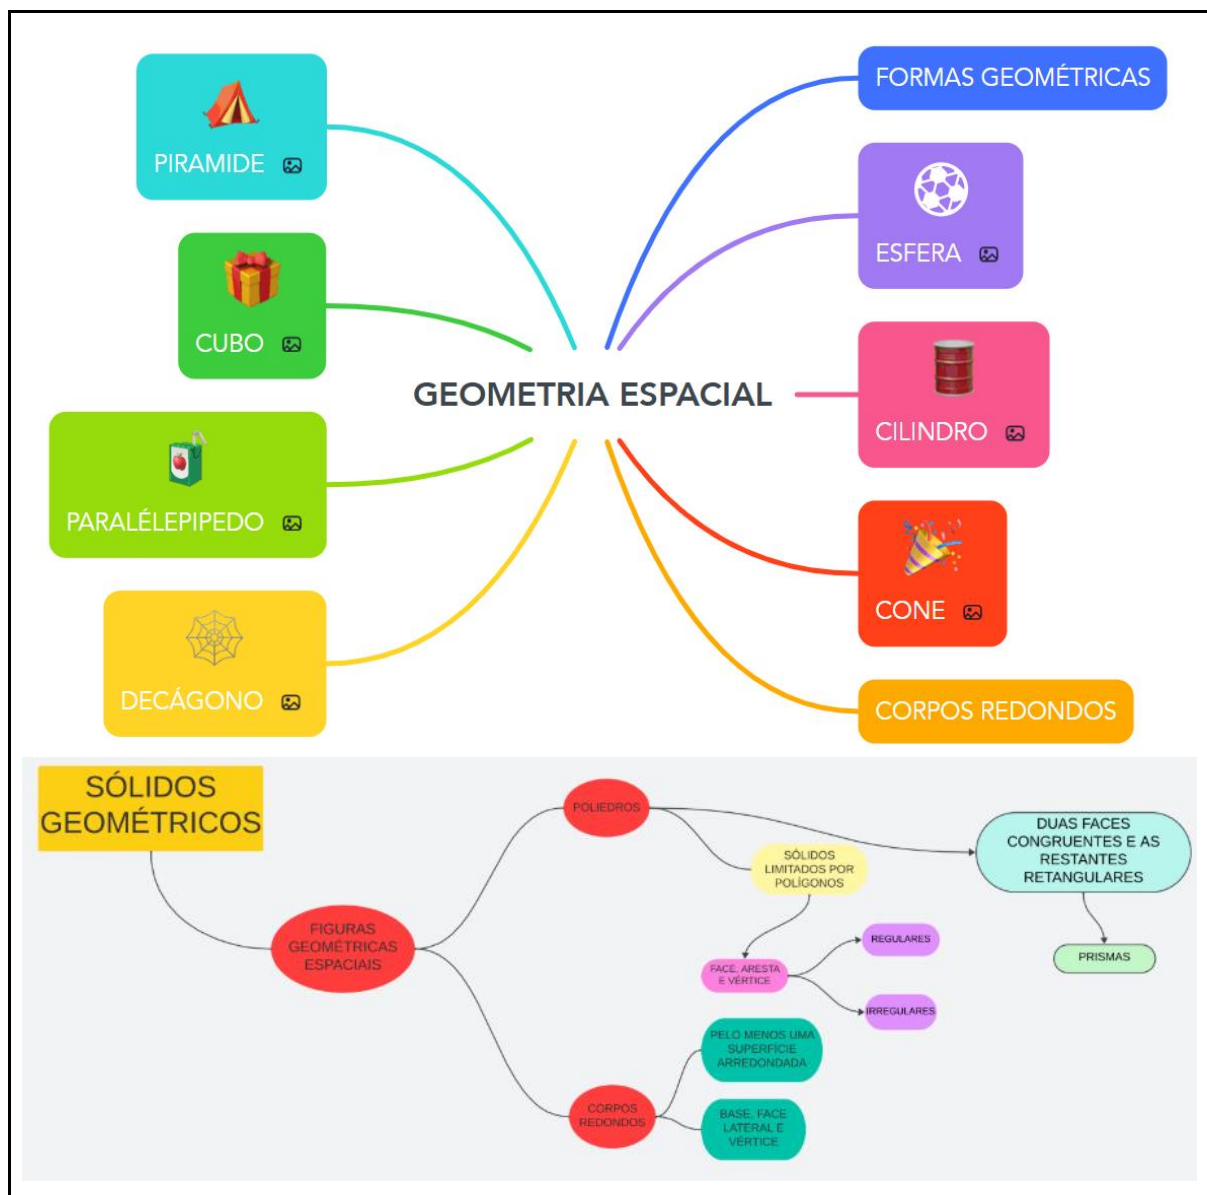 PIRAMIDE
CUBO
PARALÉLEPIPEDO
DECÁGONO
GEOMETRIA ESPACIAL
FORMAS GEOMÉTRICAS
ESFERA
CILINDRO
CONE
CORPOS REDONDOS
SÓLIDOS
GEOMÉTRICOS
FIGURAS
GEOMÉTRICAS
ESPACIAIS
POLIEDROS
SÓLIDOS
LIMITADOS POR
POLÍGONOS
FACE, ARESTA
E VÉRTICE
REGULARES
IRREGULARES
DUAS FACES
CONGRUENTES E AS
RESTANTES
RETANGULARES
PRISMAS
CORPOS
REDONDOS
PELO MENOS UMA
SUPERFÍCIE
ARREDONDADA
BASE, FACE
LATERAL E
VÉRTICE